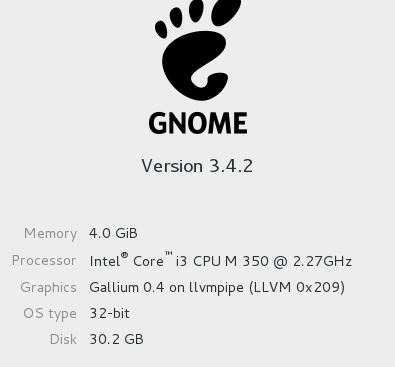 GNOME
Version 3.4.2
Memory 4.0 GiB
Processor Intel® Core™ i3 CPU M 350 @ 2.27GHz
Graphics Gallium 0.4 on llvmpipe (LLVM 0x209)
OS type 32-bit
Disk 30.2 GB